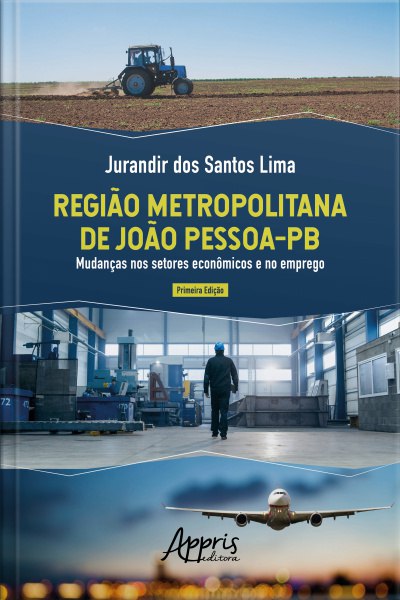 Jurandir dos Santos Lima
REGIÃO METROPOLITANA
DE JOÃO PESSOA-PB
Mudanças nos setores econômicos e no emprego
Primeira Edição
72
Appris
editora